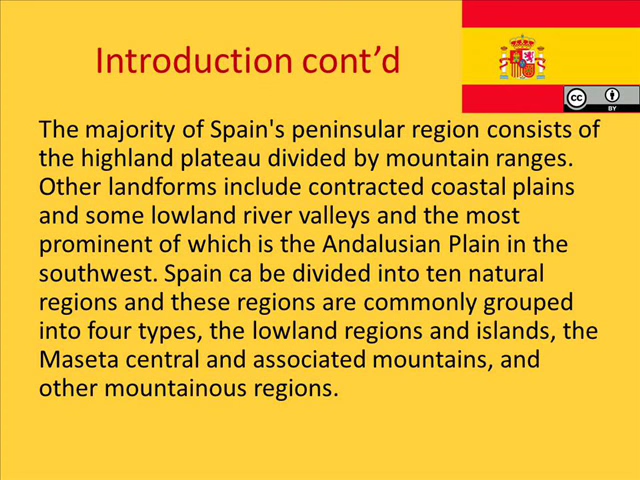 Introduction cont’d
cc
BY
The majority of Spain's peninsular region consists of
the highland plateau divided by mountain ranges.
Other landforms include contracted coastal plains
and some lowland river valleys and the most
prominent of which is the Andalusian Plain in the
southwest. Spain ca be divided into ten natural
regions and these regions are commonly grouped
into four types, the lowland regions and islands, the
Maseta central and associated mountains, and
other mountainous regions.